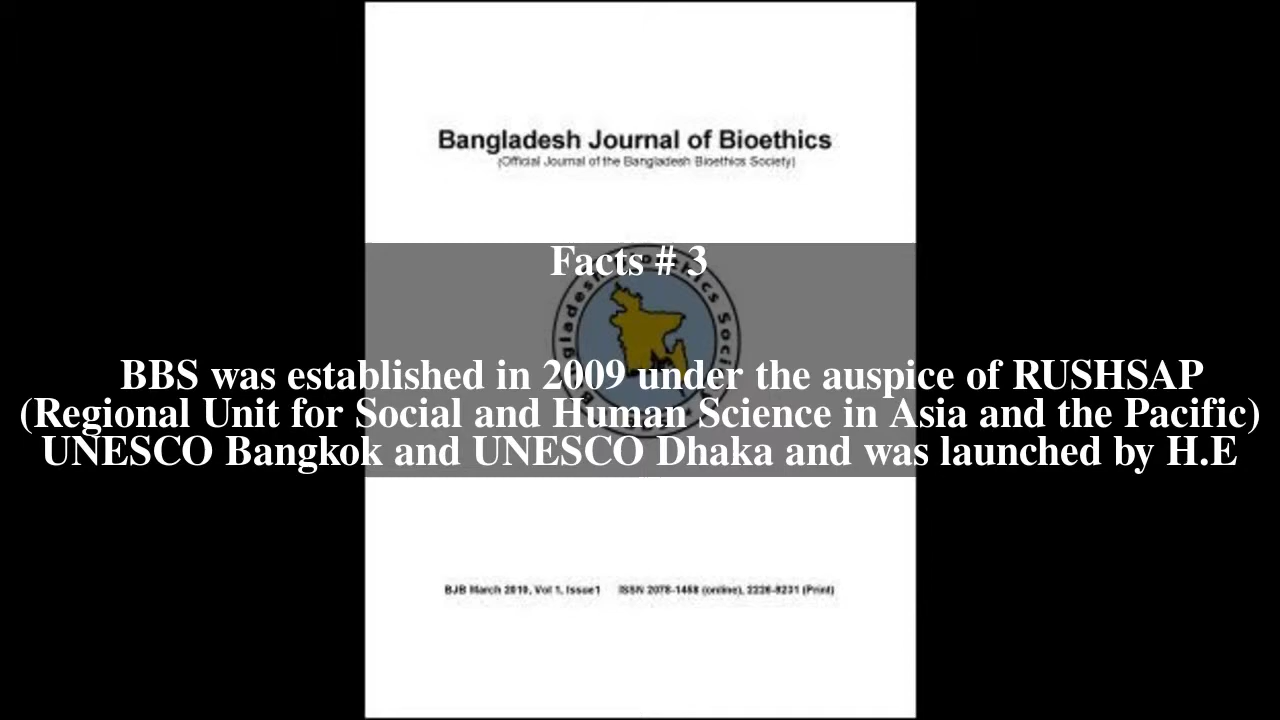 Bangladesh Journal of Bioethics
(Official Journal of the Bangladesh Bioethics Society)
Facts # 3
BBS was established in 2009 under the auspice of RUSHSAP
(Regional Unit for Social and Human Science in Asia and the Pacific)
UNESCO Bangkok and UNESCO Dhaka and was launched by H.E
BJB March 2010, Vol 1, Issue1 ISSN 2078-1458 (online), 2226-9231 (Print)